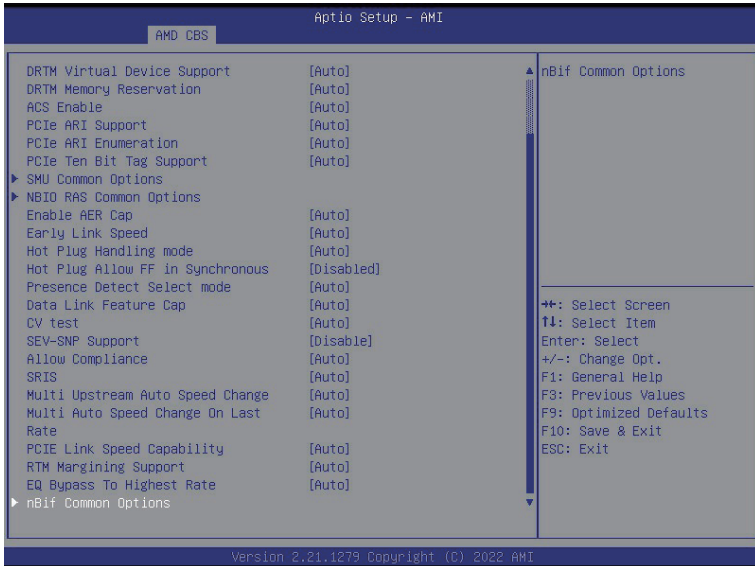 Aptio Setup – AMI
AMD CBS
DRTM Virtual Device Support [Auto]
DRTM Memory Reservation [Auto]
ACS Enable [Auto]
PCIe ARI Support [Auto]
PCIe ARI Enumeration [Auto]
PCIe Ten Bit Tag Support [Auto]
SMU Common Options
NBIO RAS Common Options
Enable AER Cap [Auto]
Early Link Speed [Auto]
Hot Plug Handling mode [Auto]
Hot Plug Allow FF in Synchronous [Disabled]
Presence Detect Select mode [Auto]
Data Link Feature Cap [Auto]
CV test [Auto]
SEV-SNP Support [Disable]
Allow Compliance [Auto]
SRIS [Auto]
Multi Upstream Auto Speed Change [Auto]
Multi Auto Speed Change On Last [Auto]
Rate
PCIE Link Speed Capability [Auto]
RTM Margining Support [Auto]
EQ Bypass To Highest Rate [Auto]
nBif Common Options
nBif Common Options
→←: Select Screen
↑↓: Select Item
Enter: Select
+/-: Change Opt.
F1: General Help
F3: Previous Values
F9: Optimized Defaults
F10: Save & Exit
ESC: Exit
Version 2.21.1279 Copyright (C) 2022 AMI